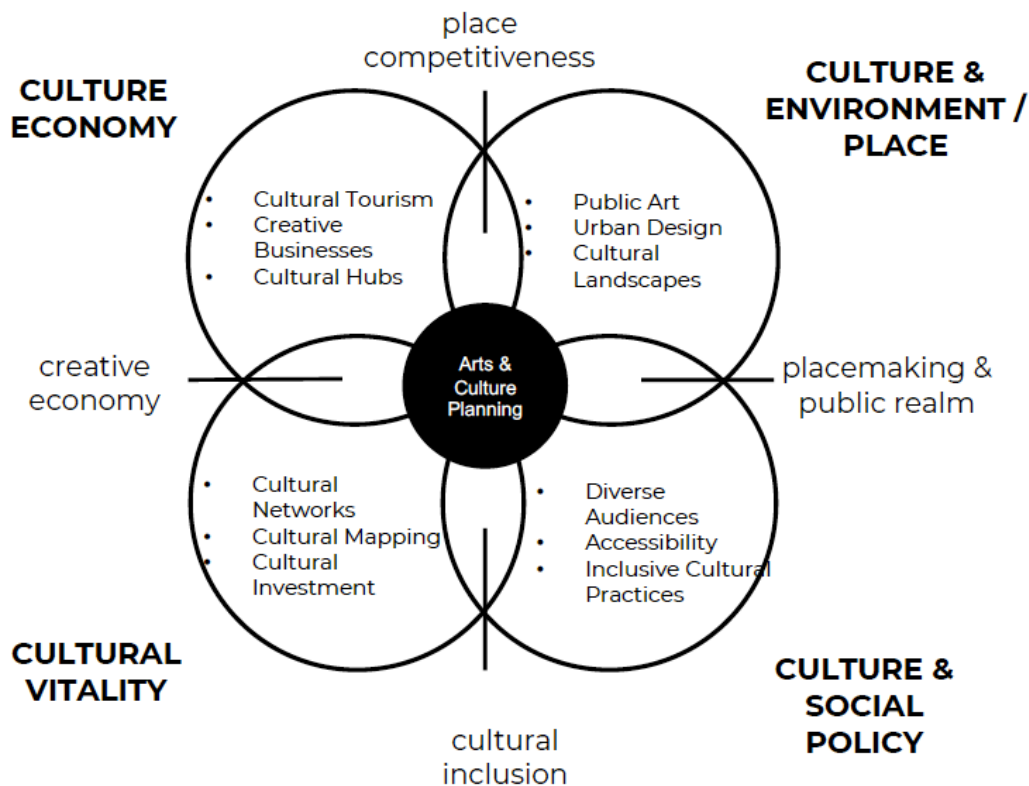 place
competitiveness
CULTURE
ECONOMY
CULTURE &
ENVIRONMENT /
PLACE
• Cultural Tourism
• Creative
Businesses
• Cultural Hubs
• Public Art
• Urban Design
• Cultural
Landscapes
creative
economy
Arts &
Culture
Planning
placemaking &
public realm
• Cultural
Networks
• Cultural Mapping
• Cultural
Investment
• Diverse
Audiences
• Accessibility
• Inclusive Cultural
Practices
CULTURAL
VITALITY
CULTURE &
SOCIAL
POLICY
cultural
inclusion